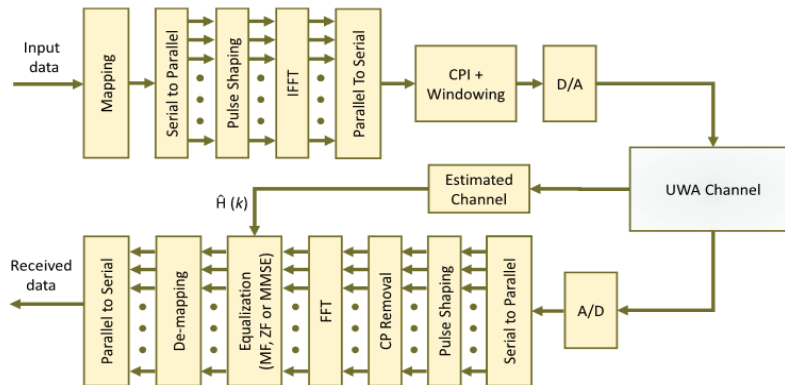 Input
data
Mapping
Serial to Parallel
Pulse Shaping
IFFT
Parallel To Serial
CPI +
Windowing
D/A
UWA Channel
Estimated
Channel
Ĥ (k)
Received
data
Parallel to Serial
De-mapping
Equalization
(MF, ZF or MMSE)
FFT
CP Removal
Pulse Shaping
Serial to Parallel
A/D